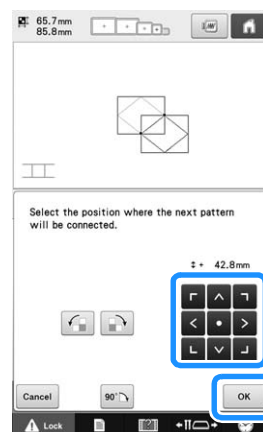 65.7mm
85.8mm
Select the position where the next pattern
will be connected.
+ 42.8mm
Cancel
90°
OK
Lock